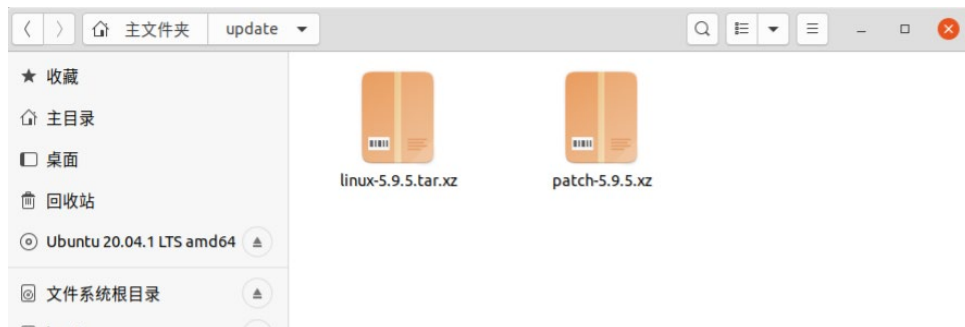 主文件夹 update
收藏
主目录
桌面
回收站
Ubuntu 20.04.1 LTS amd64
文件系统根目录
linux-5.9.5.tar.xz patch-5.9.5.xz